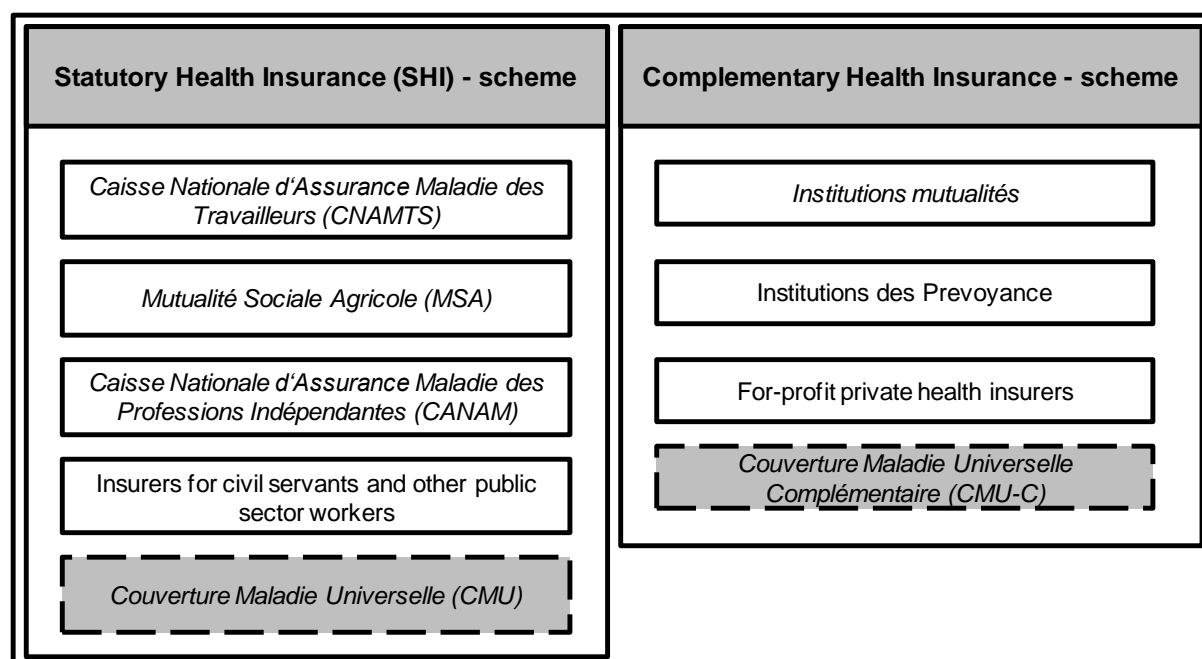 Statutory Health Insurance (SHI) - scheme
Caisse Nationale d‘Assurance Maladie des
Travailleurs (CNAMTS)
Mutualité Sociale Agricole (MSA)
Caisse Nationale d‘Assurance Maladie des
Professions Indépendantes (CANAM)
Insurers for civil servants and other public
sector workers
Couverture Maladie Universelle (CMU)
Complementary Health Insurance - scheme
Institutions mutualités
Institutions des Prevoyance
For-profit private health insurers
Couverture Maladie Universelle
Complémentaire (CMU-C)